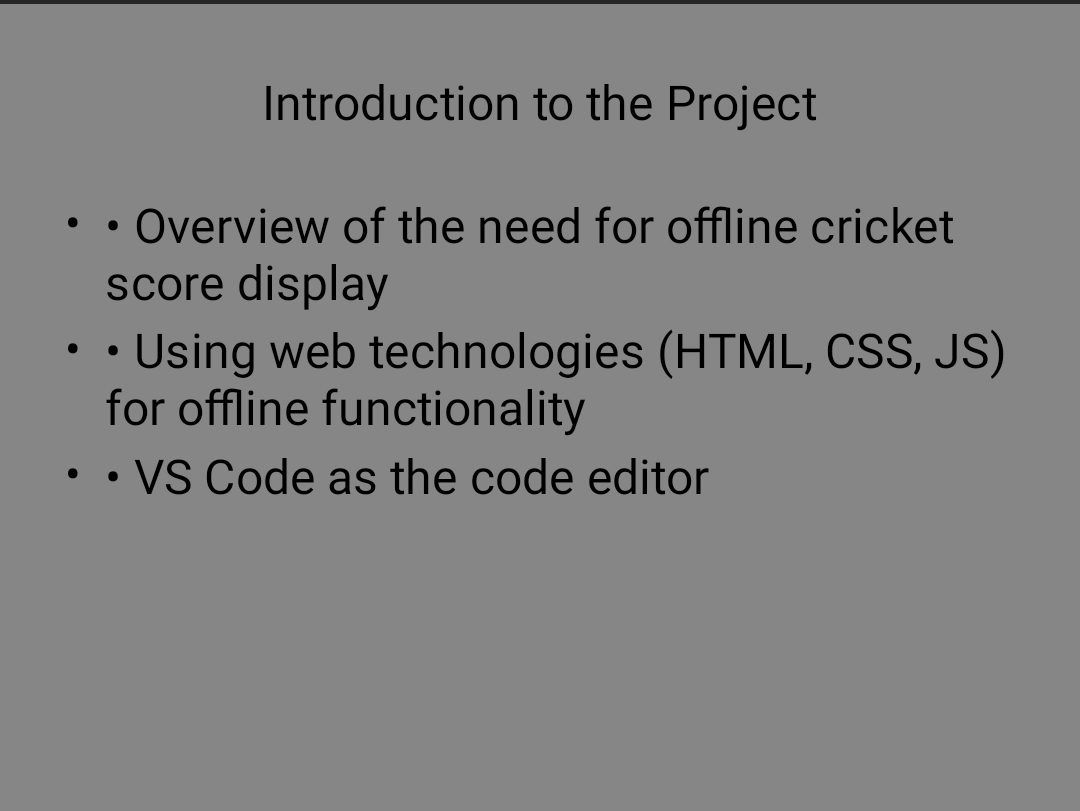 Introduction to the Project
• • Overview of the need for offline cricket
score display
• • Using web technologies (HTML, CSS, JS)
for offline functionality
• • VS Code as the code editor